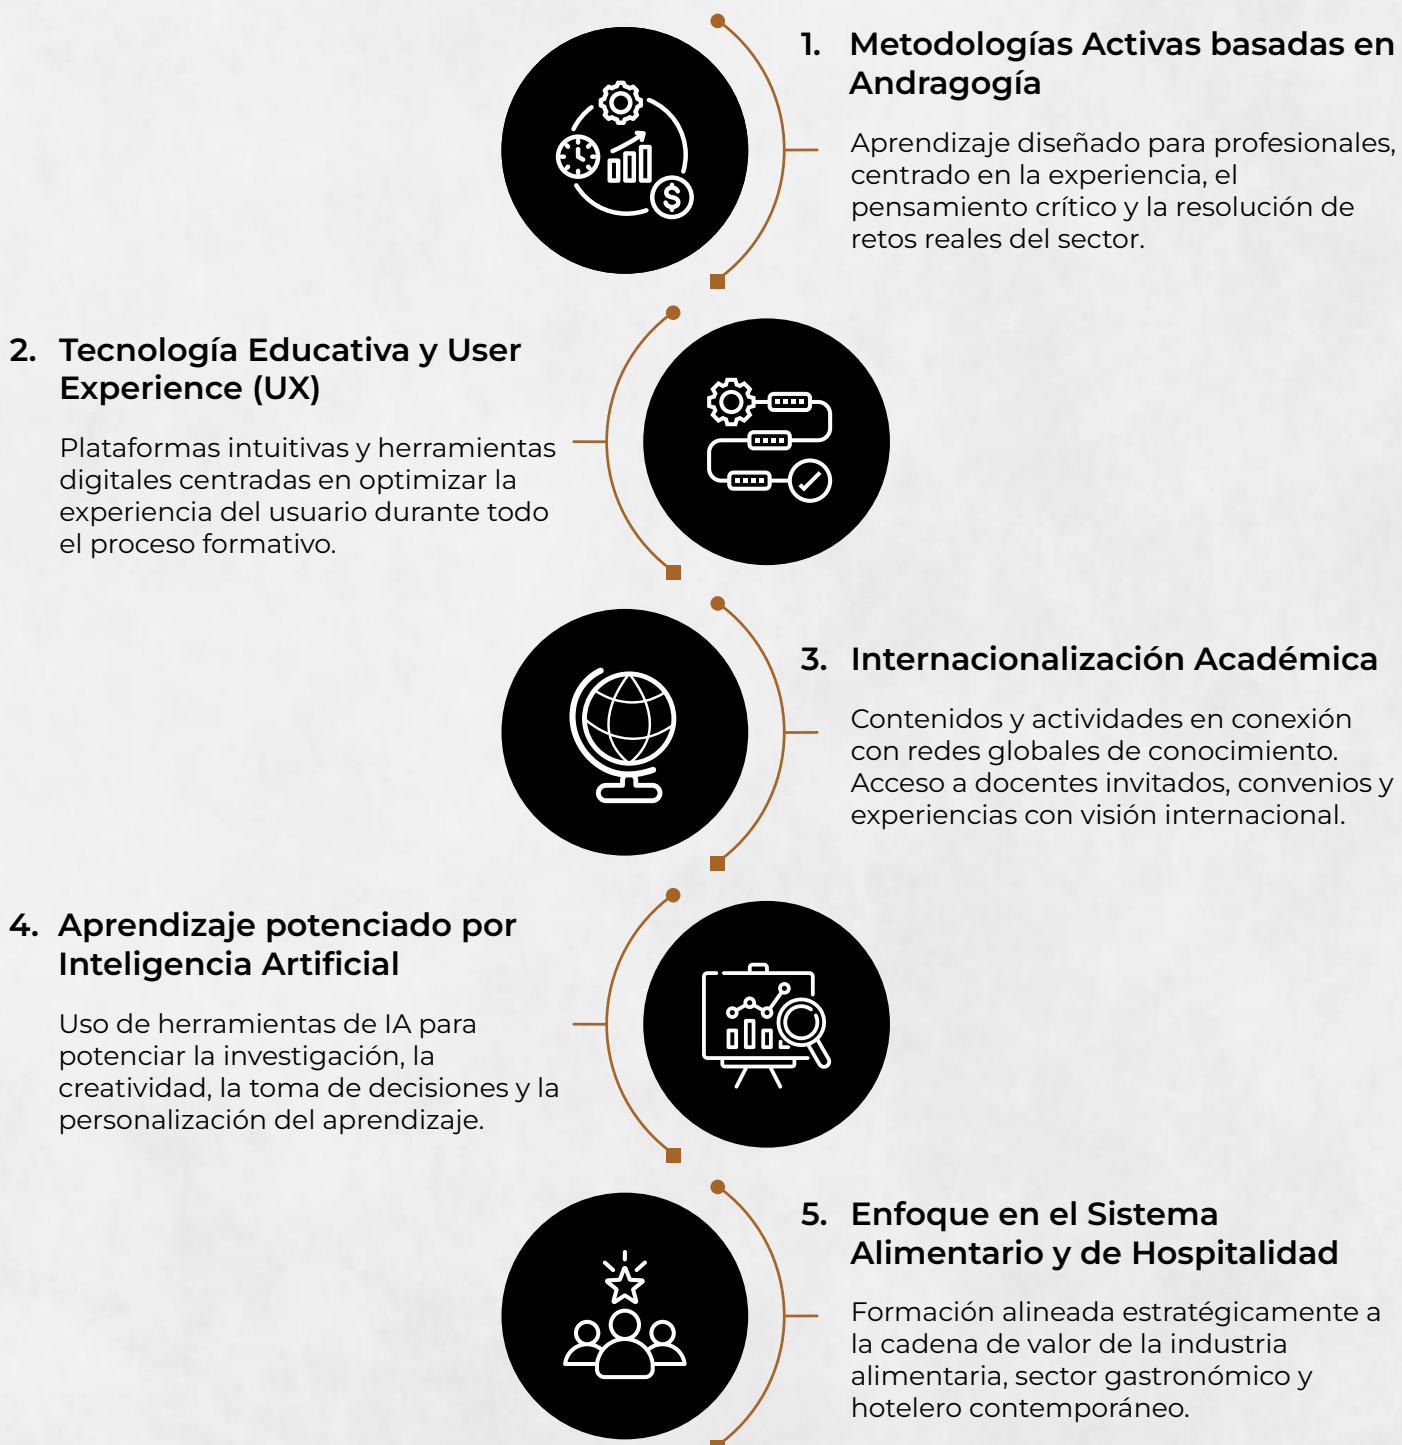 1. Metodologías Activas basadas en
Andragogía
Aprendizaje diseñado para profesionales,
centrado en la experiencia, el
pensamiento crítico y la resolución de
retos reales del sector.
2. Tecnología Educativa y User
Experience (UX)
Plataformas intuitivas y herramientas
digitales centradas en optimizar la
experiencia del usuario durante todo
el proceso formativo.
3. Internacionalización Académica
Contenidos y actividades en conexión
con redes globales de conocimiento.
Acceso a docentes invitados, convenios y
experiencias con visión internacional.
4. Aprendizaje potenciado por
Inteligencia Artificial
Uso de herramientas de IA para
potenciar la investigación, la
creatividad, la toma de decisiones y la
personalización del aprendizaje.
5. Enfoque en el Sistema
Alimentario y de Hospitalidad
Formación alineada estratégicamente a
la cadena de valor de la industria
alimentaria, sector gastronómico y
hotelero contemporáneo.